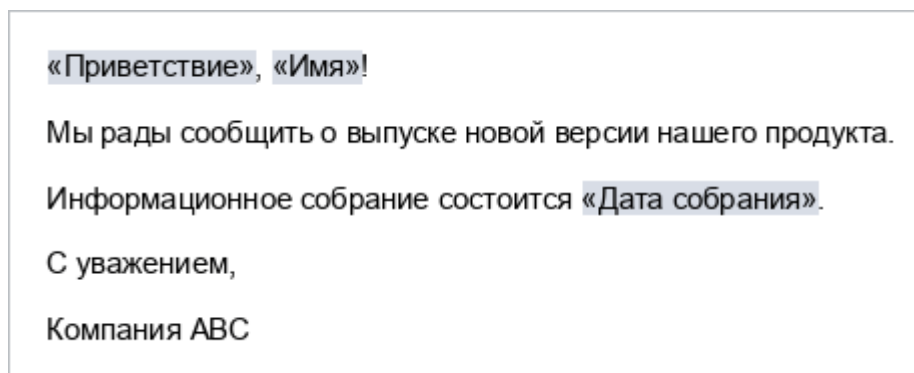 «Приветствие», «Имя»!
Мы рады сообщить о выпуске новой версии нашего продукта.
Информационное собрание состоится «Дата собрания».
С уважением,
Компания ABC